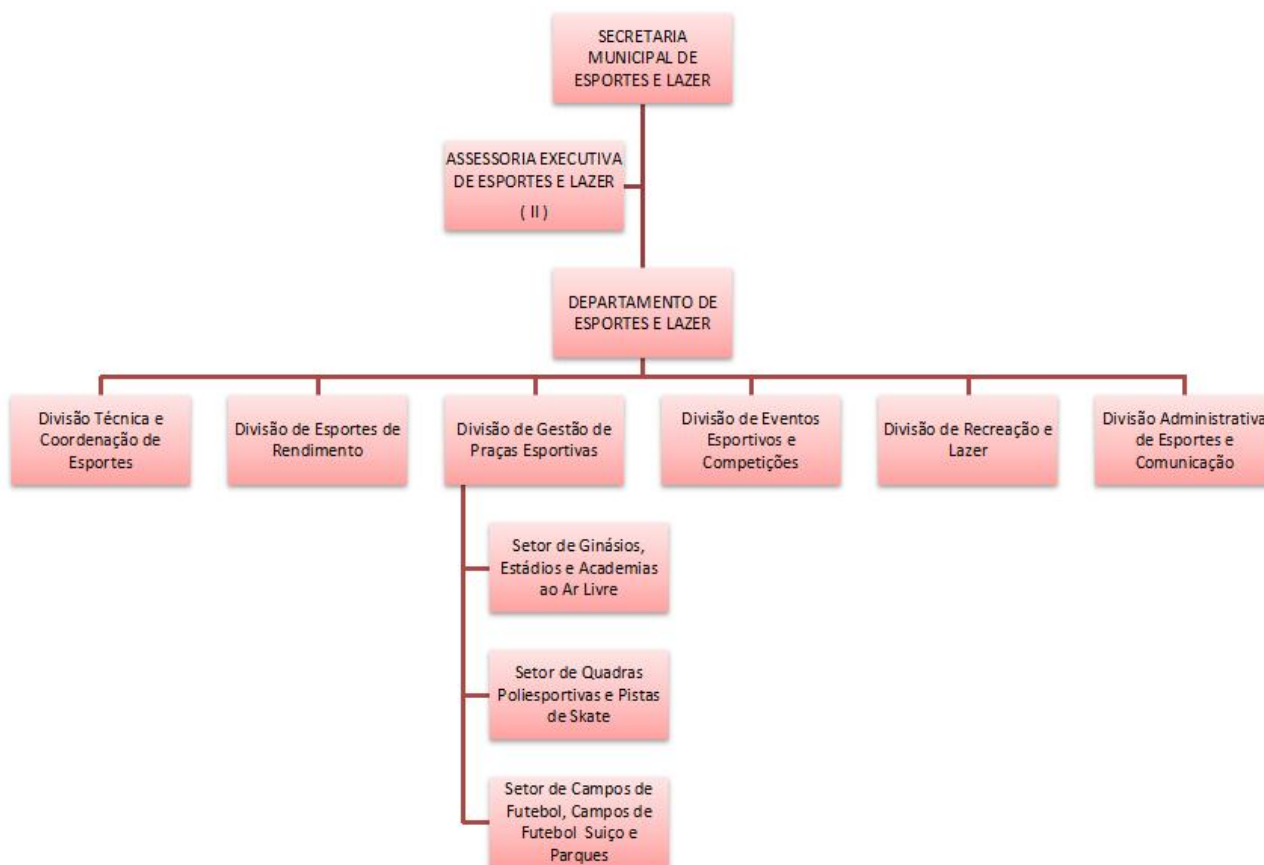 SECRETARIA
MUNICIPAL DE
ESPORTES E LAZER
ASSESSORIA EXECUTIVA
DE ESPORTES E LAZER
( II )
DEPARTAMENTO DE
ESPORTES E LAZER
Divisão Técnica e
Coordenação de
Esportes
Divisão de Esportes de
Rendimento
Divisão de Gestão de
Praças Esportivas
Divisão de Eventos
Esportivos e
Competições
Divisão de Recreação e
Lazer
Divisão Administrativa
de Esportes e
Comunicação
Setor de Ginásios,
Estádios e Academias
ao Ar Livre
Setor de Quadras
Poliesportivas e Pistas
de Skate
Setor de Campos de
Futebol, Campos de
Futebol Suiço e
Parques